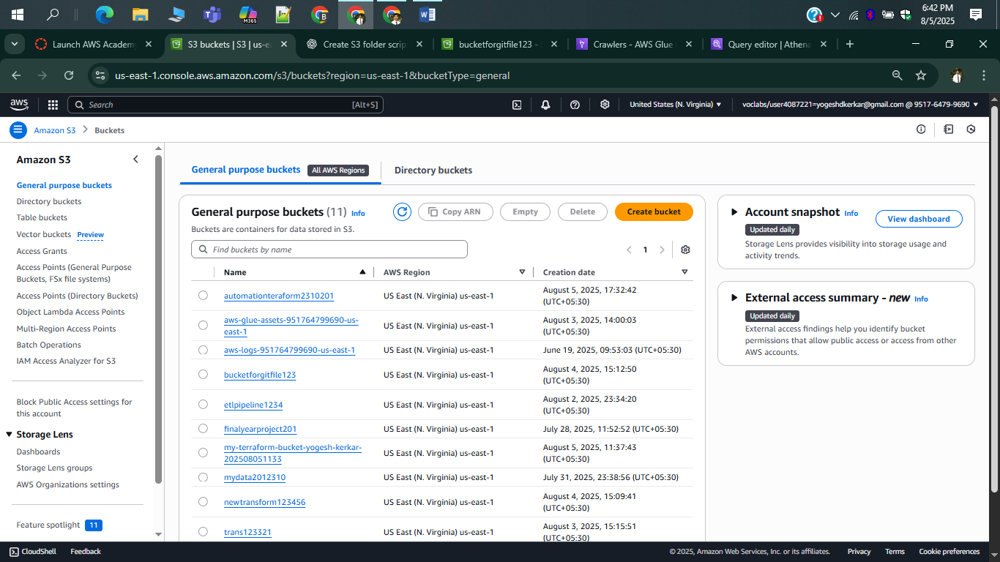 M365
6:42 PM
8/5/2025
Launch AWS Academy
S3 buckets | S3 | us-ea
Create S3 folder scrip
bucketforgitfile123 -
Crawlers - AWS Glue
Query editor | Athena
us-east-1.console.aws.amazon.com/s3/buckets?region=us-east-1&bucketType=general
aws
Search
[Alt+S]
United States (N. Virginia)
voclabs/user4087221=yogeshdkerkar@gmail.com @ 9517-6479-9690
Amazon S3
Buckets
Amazon S3
General purpose buckets
Directory buckets
Table buckets
Vector buckets Preview
Access Grants
Access Points (General Purpose
Buckets, FSx file systems)
Access Points (Directory Buckets)
Object Lambda Access Points
Multi-Region Access Points
Batch Operations
IAM Access Analyzer for S3
Block Public Access settings for
this account
Storage Lens
Dashboards
Storage Lens groups
AWS Organizations settings
Feature spotlight 11
General purpose buckets All AWS Regions
Directory buckets
General purpose buckets (11) Info
Copy ARN
Empty
Delete
Create bucket
Buckets are containers for data stored in S3.
Find buckets by name
1
Name
AWS Region
Creation date
automationteraform2310201
US East (N. Virginia) us-east-1
August 5, 2025, 17:32:42
(UTC+05:30)
aws-glue-assets-951764799690-us-
east-1
US East (N. Virginia) us-east-1
August 3, 2025, 14:00:03
(UTC+05:30)
aws-logs-951764799690-us-east-1
US East (N. Virginia) us-east-1
June 19, 2025, 09:53:03 (UTC+05:30)
bucketforgitfile123
US East (N. Virginia) us-east-1
August 4, 2025, 15:12:50
(UTC+05:30)
etlpipeline1234
US East (N. Virginia) us-east-1
August 2, 2025, 23:34:20
(UTC+05:30)
finalyearproject201
US East (N. Virginia) us-east-1
July 28, 2025, 11:52:52 (UTC+05:30)
my-terraform-bucket-yogesh-kerkar-
202508051133
US East (N. Virginia) us-east-1
August 5, 2025, 11:37:43
(UTC+05:30)
mydata2012310
US East (N. Virginia) us-east-1
July 31, 2025, 23:38:56 (UTC+05:30)
newtransform123456
US East (N. Virginia) us-east-1
August 4, 2025, 15:09:41
(UTC+05:30)
trans123321
US East (N. Virginia) us-east-1
August 3, 2025, 15:15:51
(UTC+05:30)
Account snapshot Info
Updated daily
View dashboard
Storage Lens provides visibility into storage usage and
activity trends.
External access summary - new Info
Updated daily
External access findings help you identify bucket
permissions that allow public access or access from other
AWS accounts.
CloudShell
Feedback
© 2025, Amazon Web Services, Inc. or its affiliates.
Privacy
Terms
Cookie preferences